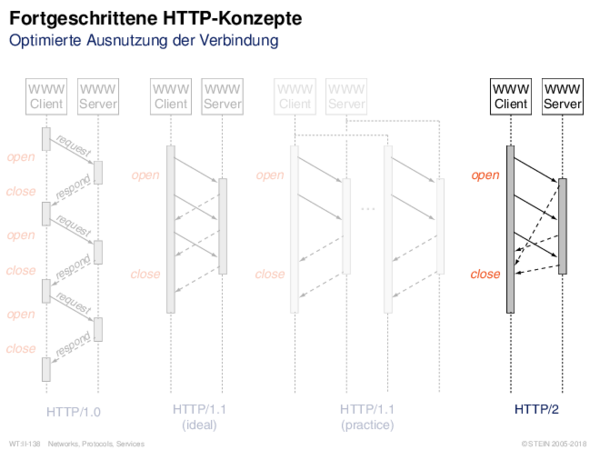 Fortgeschrittene HTTP-Konzepte
Optimierte Ausnutzung der Verbindung
WWW Client
WWW Server
WWW Client
WWW Server
WWW Client
WWW Server
WWW Client
WWW Server
request
open
respond
close
request
open
respond
close
request
open
respond
close
open
close
open
...
close
open
close
HTTP/1.0
HTTP/1.1
(ideal)
HTTP/1.1
(practice)
HTTP/2
WT:II-138 Networks, Protocols, Services
© STEIN 2005-2018